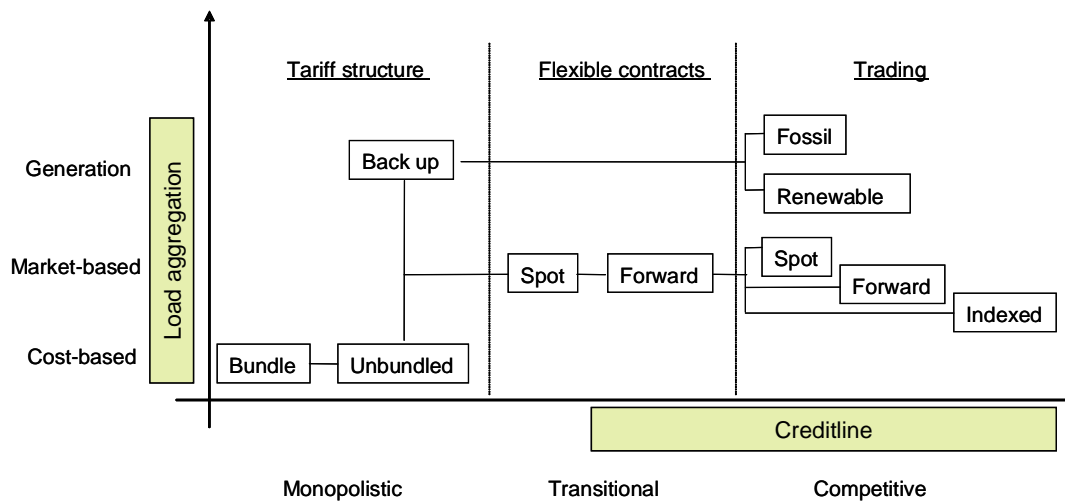 Tariff structure
Flexible contracts
Trading
Generation
Load aggregation
Back up
Fossil
Renewable
Market-based
Spot
Forward
Spot
Forward
Indexed
Cost-based
Bundle
Unbundled
Creditline
Monopolistic
Transitional
Competitive